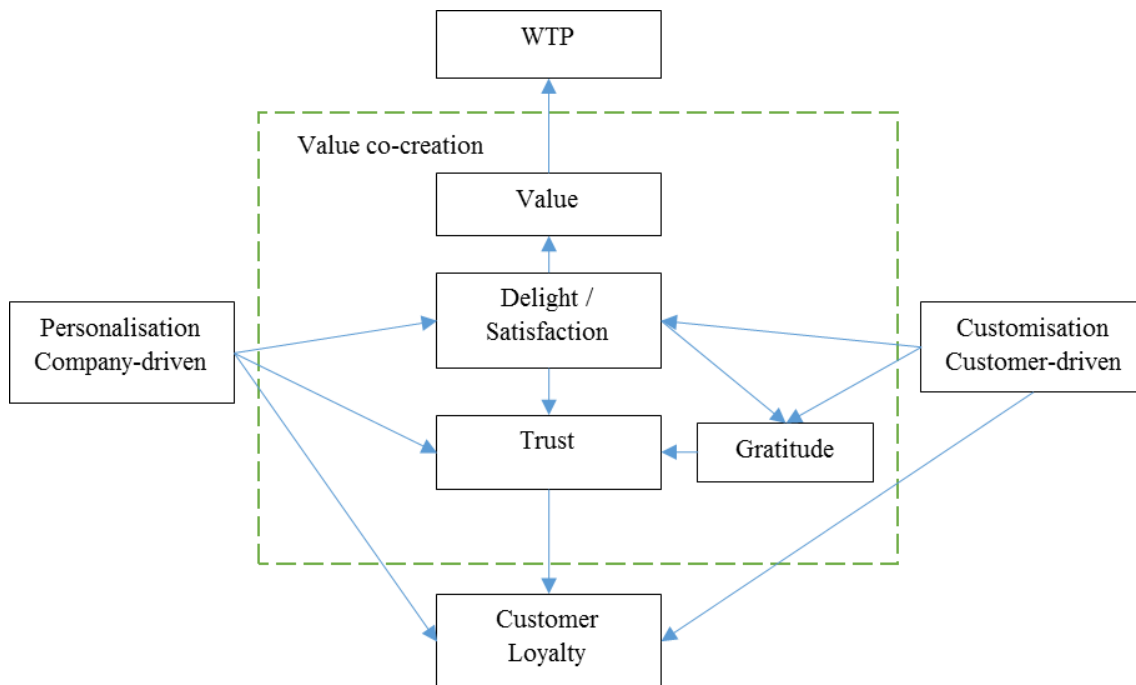 WTP
Value co-creation
Value
Delight /
Satisfaction
Personalisation
Company-driven
Customisation
Customer-driven
Trust
Gratitude
Customer
Loyalty